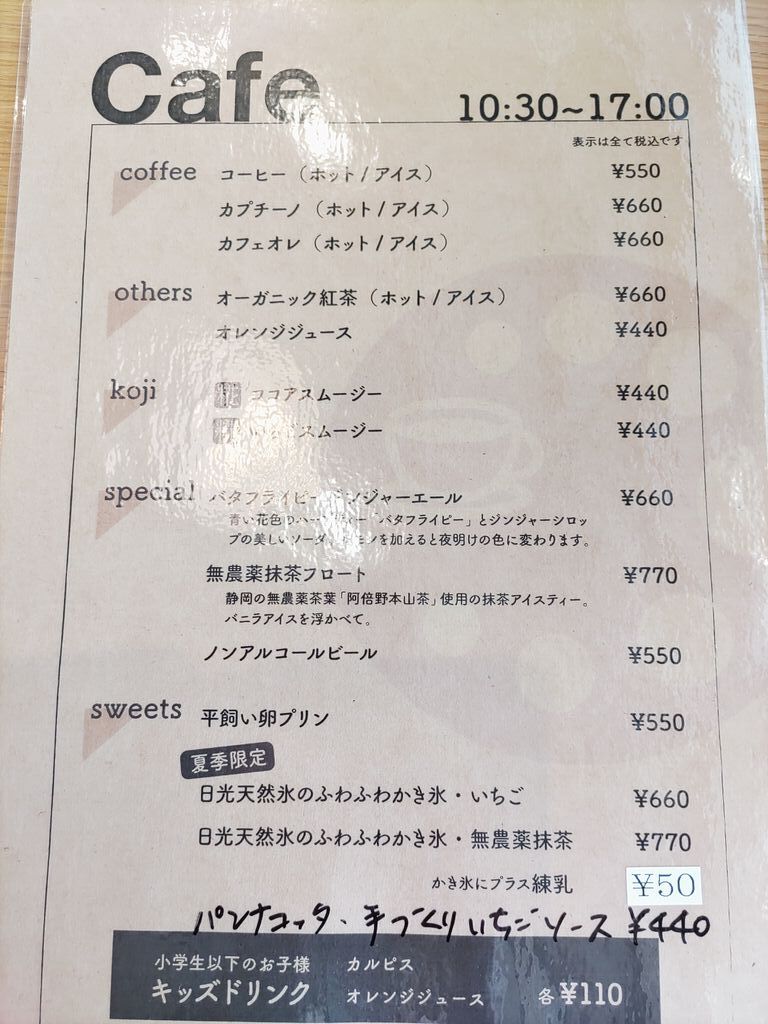 Cafe
10:30~17:00
表示は全て税込です
coffee コーヒー（ホット/アイス） ¥550
カプチーノ（ホット/アイス） ¥660
カフェオレ（ホット/アイス） ¥660
others オーガニック紅茶（ホット/アイス） ¥660
オレンジジュース ¥440
koji ココアスムージー ¥440
スムージー ¥440
special バタフライピージンジャーエール ¥660
青い花色のハーブティー「バタフライピー」とジンジャーシロッ
プの美しいソーダ。レモンを加えると夜明けの色に変わります。
無農薬抹茶フロート ¥770
静岡の無農薬茶葉「阿倍野本山茶」使用の抹茶アイスティー。
バニラアイスを浮かべて。
ノンアルコールビール ¥550
sweets 平飼い卵プリン ¥550
夏季限定
日光天然氷のふわふわかき氷・いちご ¥660
日光天然氷のふわふわかき氷・無農薬抹茶 ¥770
かき氷にプラス練乳 ¥50
パンナコッタ・手づくりいちごソース ¥440
小学生以下のお子様 カルピス
キッズドリンク オレンジジュース 各¥110